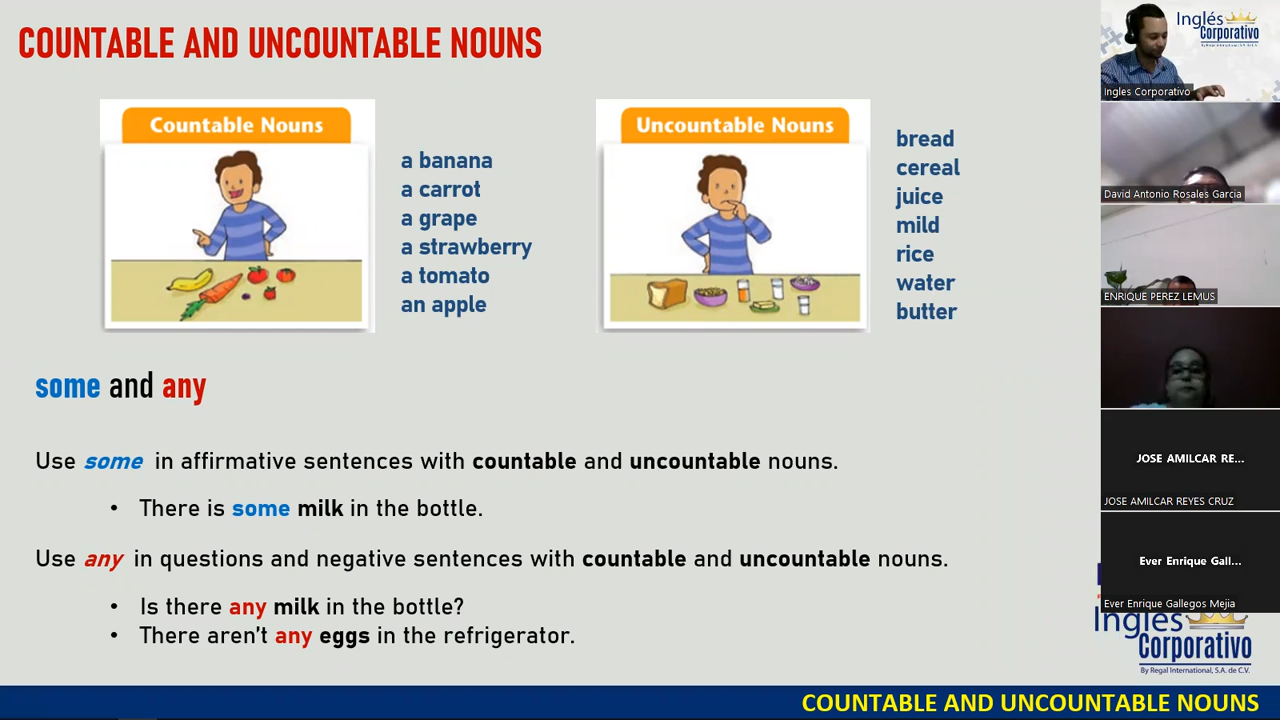 COUNTABLE AND UNCOUNTABLE NOUNS
Countable Nouns
a banana
a carrot
a grape
a strawberry
a tomato
an apple
Uncountable Nouns
bread
cereal
juice
mild
rice
water
butter
some and any
Use some in affirmative sentences with countable and uncountable nouns.
• There is some milk in the bottle.
Use any in questions and negative sentences with countable and uncountable nouns.
• Is there any milk in the bottle?
• There aren't any eggs in the refrigerator.
COUNTABLE AND UNCOUNTABLE NOUNS
Inglés
Corporativo
Ingles Corporativo
David Antonio Rosales Garcia
ENRIQUE PEREZ LEMUS
JOSE AMILCAR RE...
JOSE AMILCAR REYES CRUZ
Ever Enrique Gall...
Ever Enrique Gallegos Mejia
Inglés
Corporativo
By Regal International, S.A. de C.V.